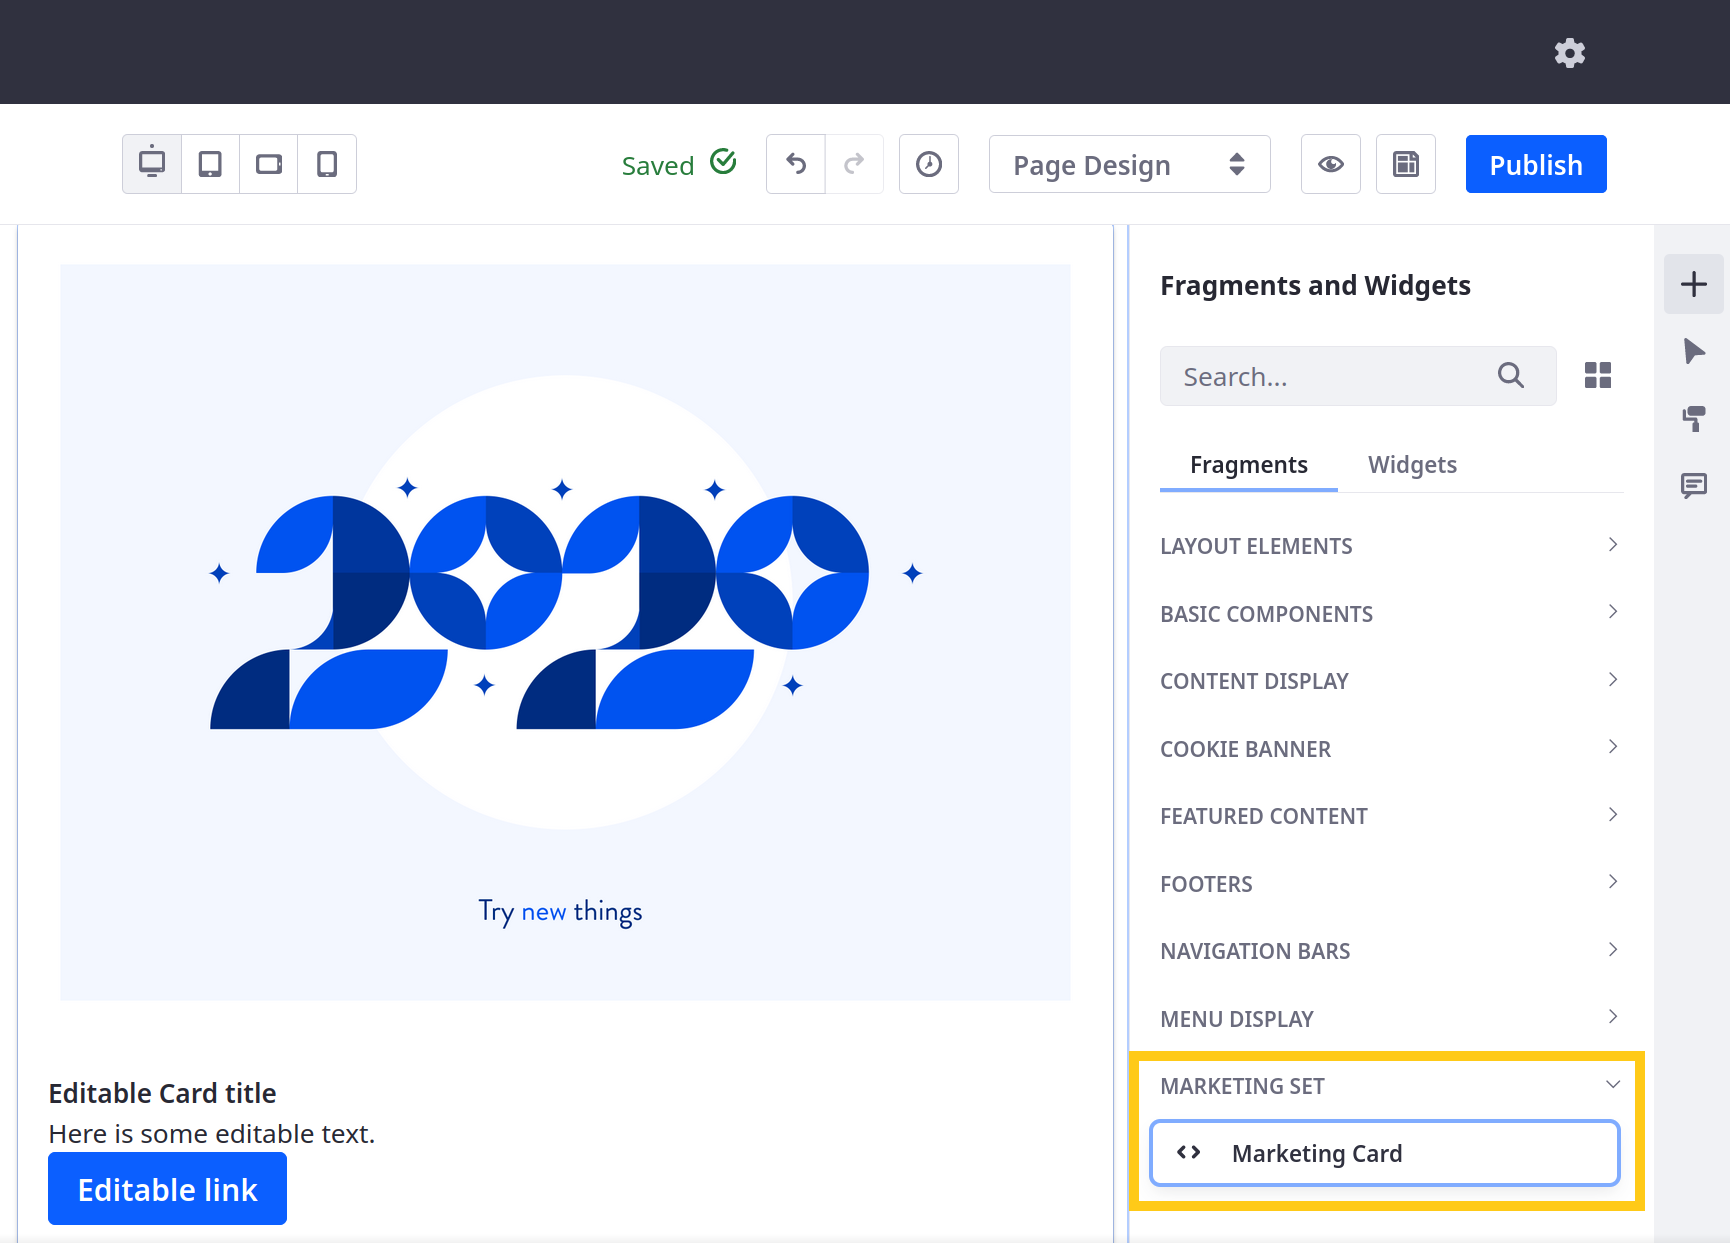 Saved
Page Design
Publish
2020
Try new things
Editable Card title
Here is some editable text.
Editable link
Fragments and Widgets
Search...
Fragments
Widgets
LAYOUT ELEMENTS
BASIC COMPONENTS
CONTENT DISPLAY
COOKIE BANNER
FEATURED CONTENT
FOOTERS
NAVIGATION BARS
MENU DISPLAY
MARKETING SET
Marketing Card